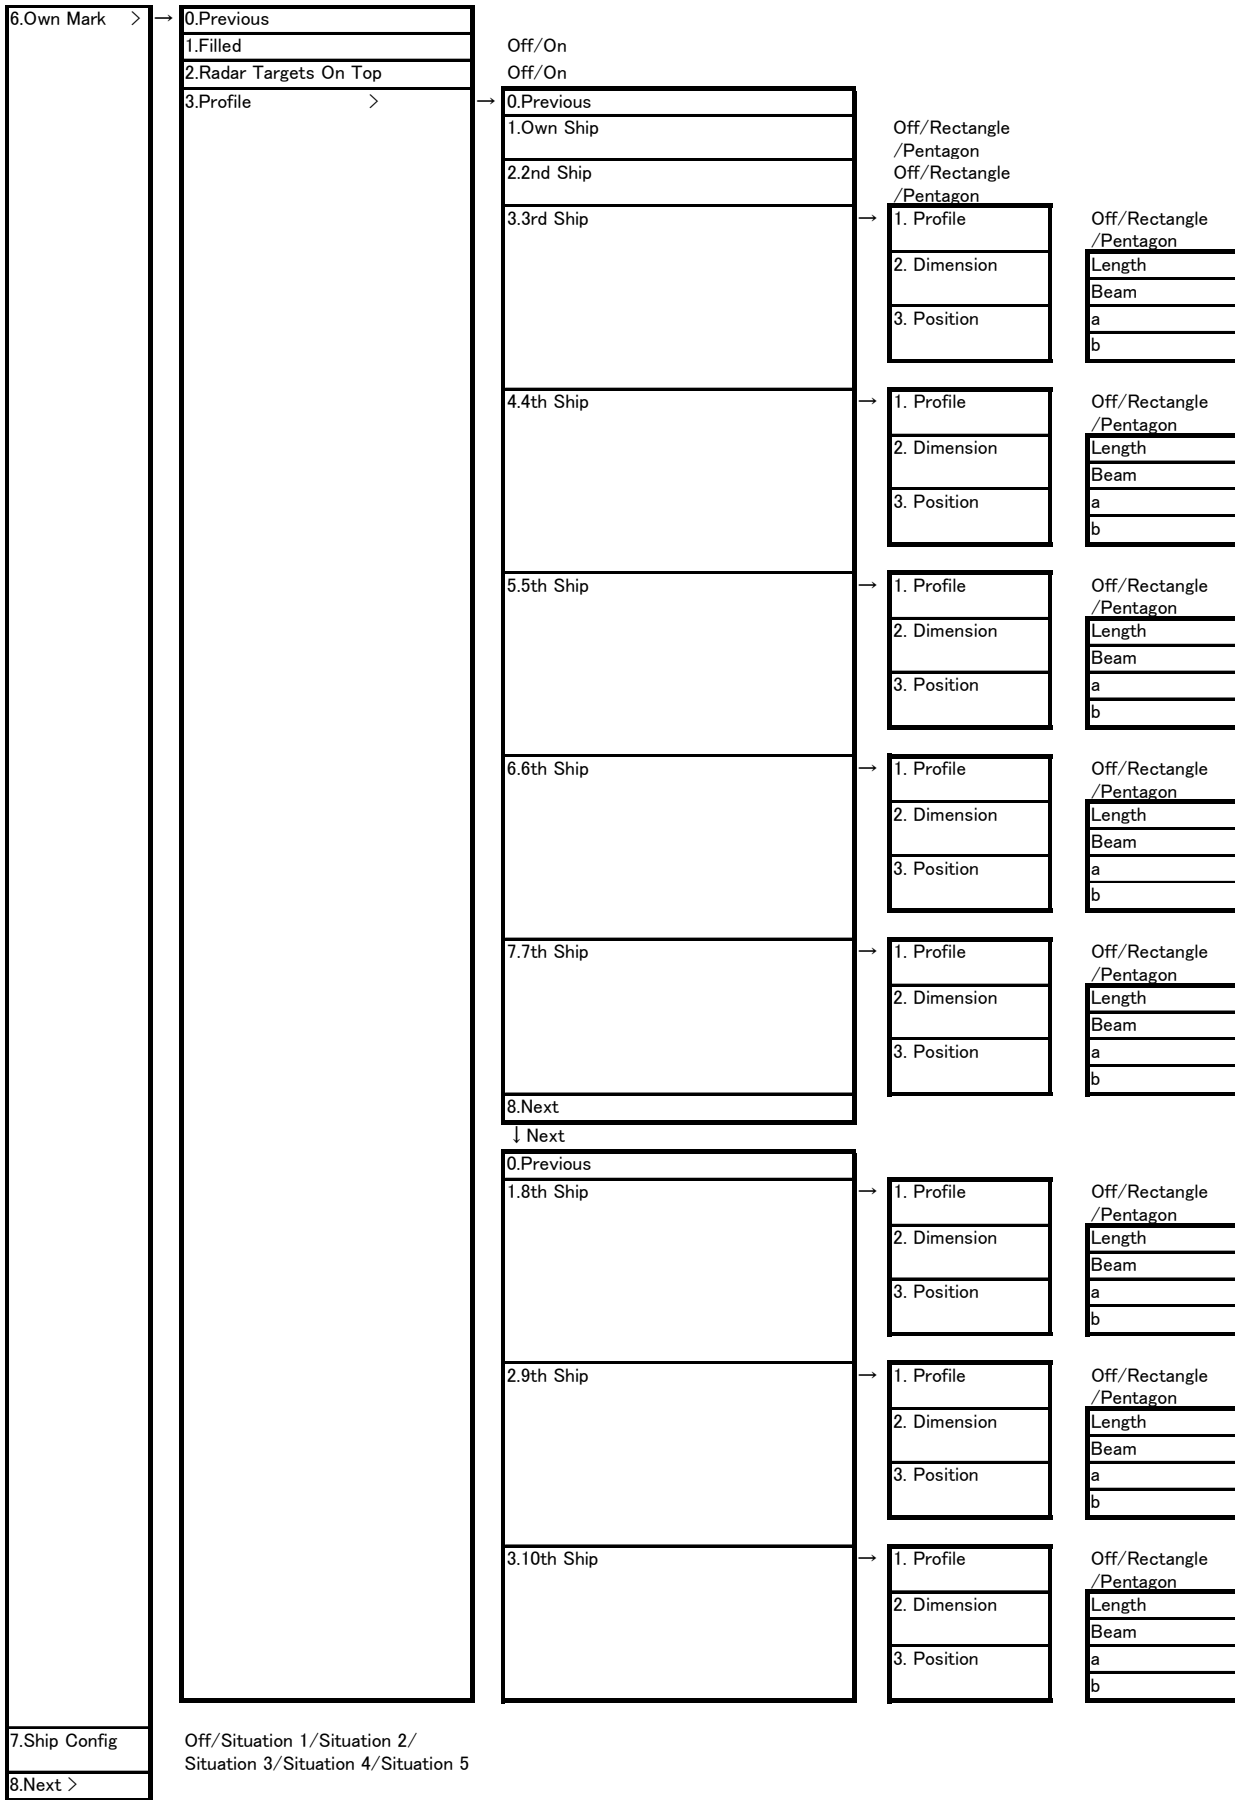 6.Own Mark > → 0.Previous
1.Filled Off/On
2.Radar Targets On Top Off/On
3.Profile > → 0.Previous
1.Own Ship Off/Rectangle
/Pentagon
2.2nd Ship Off/Rectangle
/Pentagon
3.3rd Ship → 1. Profile Off/Rectangle
/Pentagon
2. Dimension Length
Beam
3. Position a
b
4.4th Ship → 1. Profile Off/Rectangle
/Pentagon
2. Dimension Length
Beam
3. Position a
b
5.5th Ship → 1. Profile Off/Rectangle
/Pentagon
2. Dimension Length
Beam
3. Position a
b
6.6th Ship → 1. Profile Off/Rectangle
/Pentagon
2. Dimension Length
Beam
3. Position a
b
7.7th Ship → 1. Profile Off/Rectangle
/Pentagon
2. Dimension Length
Beam
3. Position a
b
8.Next
↓Next
0.Previous
1.8th Ship → 1. Profile Off/Rectangle
/Pentagon
2. Dimension Length
Beam
3. Position a
b
2.9th Ship → 1. Profile Off/Rectangle
/Pentagon
2. Dimension Length
Beam
3. Position a
b
3.10th Ship → 1. Profile Off/Rectangle
/Pentagon
2. Dimension Length
Beam
3. Position a
b
7.Ship Config Off/Situation 1/Situation 2/
Situation 3/Situation 4/Situation 5
8.Next >